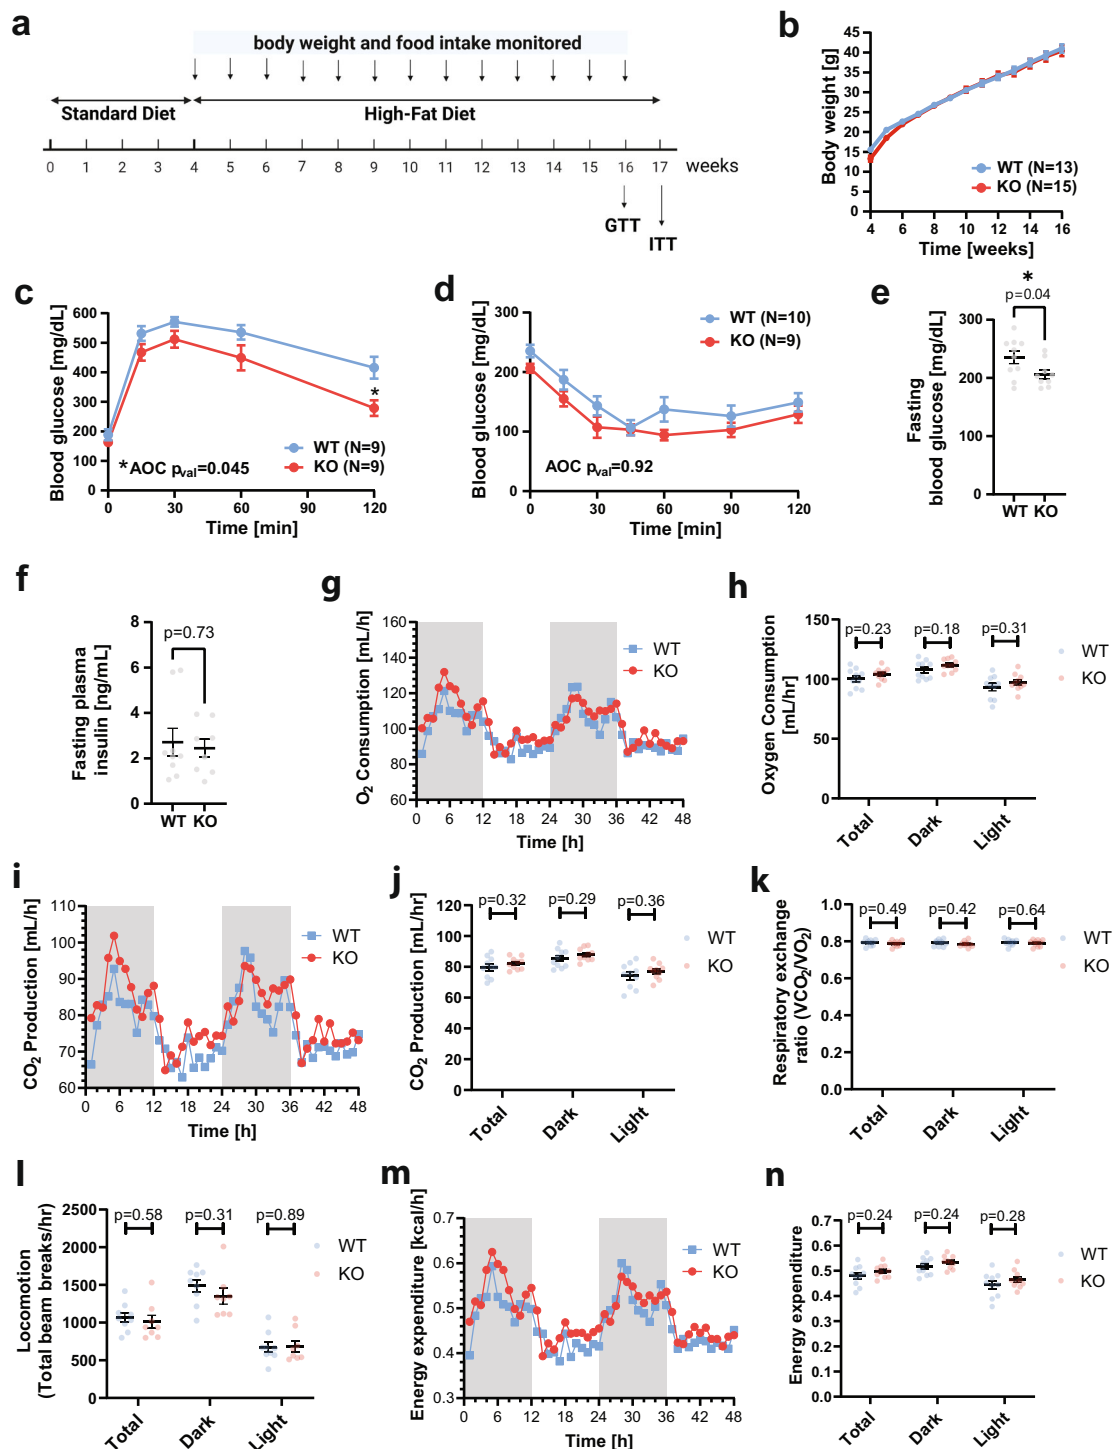 a
body weight and food intake monitored
Standard Diet
High-Fat Diet
0 1 2 3 4 5 6 7 8 9 10 11 12 13 14 15 16 17 weeks
GTT
ITT
b
Body weight [g]
45
40
35
30
25
20
15
10
5
0
WT (N=13)
KO (N=15)
4 6 8 10 12 14 16
Time [weeks]
c
Blood glucose [mg/dL]
600
500
400
300
200
100
0
*
WT (N=9)
KO (N=9)
*AOC pval=0.045
0 30 60 90 120
Time [min]
d
Blood glucose [mg/dL]
300
200
100
0
WT (N=10)
KO (N=9)
AOC pval=0.92
0 30 60 90 120
Time [min]
e
*
p=0.04
Fasting
blood glucose [mg/dL]
300
200
100
0
WT KO
f
Fasting plasma
insulin [ng/mL]
8
6
4
2
0
p=0.73
WT KO
g
O2 Consumption [mL/h]
160
140
120
100
80
60
WT
KO
0 6 12 18 24 30 36 42 48
Time [h]
h
Oxygen Consumption
[mL/hr]
150
100
50
0
p=0.23 p=0.18 p=0.31
WT
KO
Total Dark Light
i
CO2 Production [mL/h]
110
100
90
80
70
60
WT
KO
0 6 12 18 24 30 36 42 48
Time [h]
j
CO2 Production [mL/hr]
120
100
80
60
40
20
0
p=0.32 p=0.29 p=0.36
WT
KO
Total Dark Light
k
Respiratory exchange
ratio (VCO2/VO2)
1.0
0.8
0.6
0.4
0.2
0.0
p=0.49 p=0.42 p=0.64
WT
KO
Total Dark Light
l
Locomotion
(Total beam breaks/hr)
2500
2000
1500
1000
500
0
p=0.58 p=0.31 p=0.89
WT
KO
Total Dark Light
m
Energy expenditure [kcal/h]
0.7
0.6
0.5
0.4
0.3
WT
KO
0 6 12 18 24 30 36 42 48
Time [h]
n
Energy expenditure
0.7
0.6
0.5
0.4
0.3
0.2
0.1
0.0
p=0.24 p=0.24 p=0.28
WT
KO
Total Dark Light